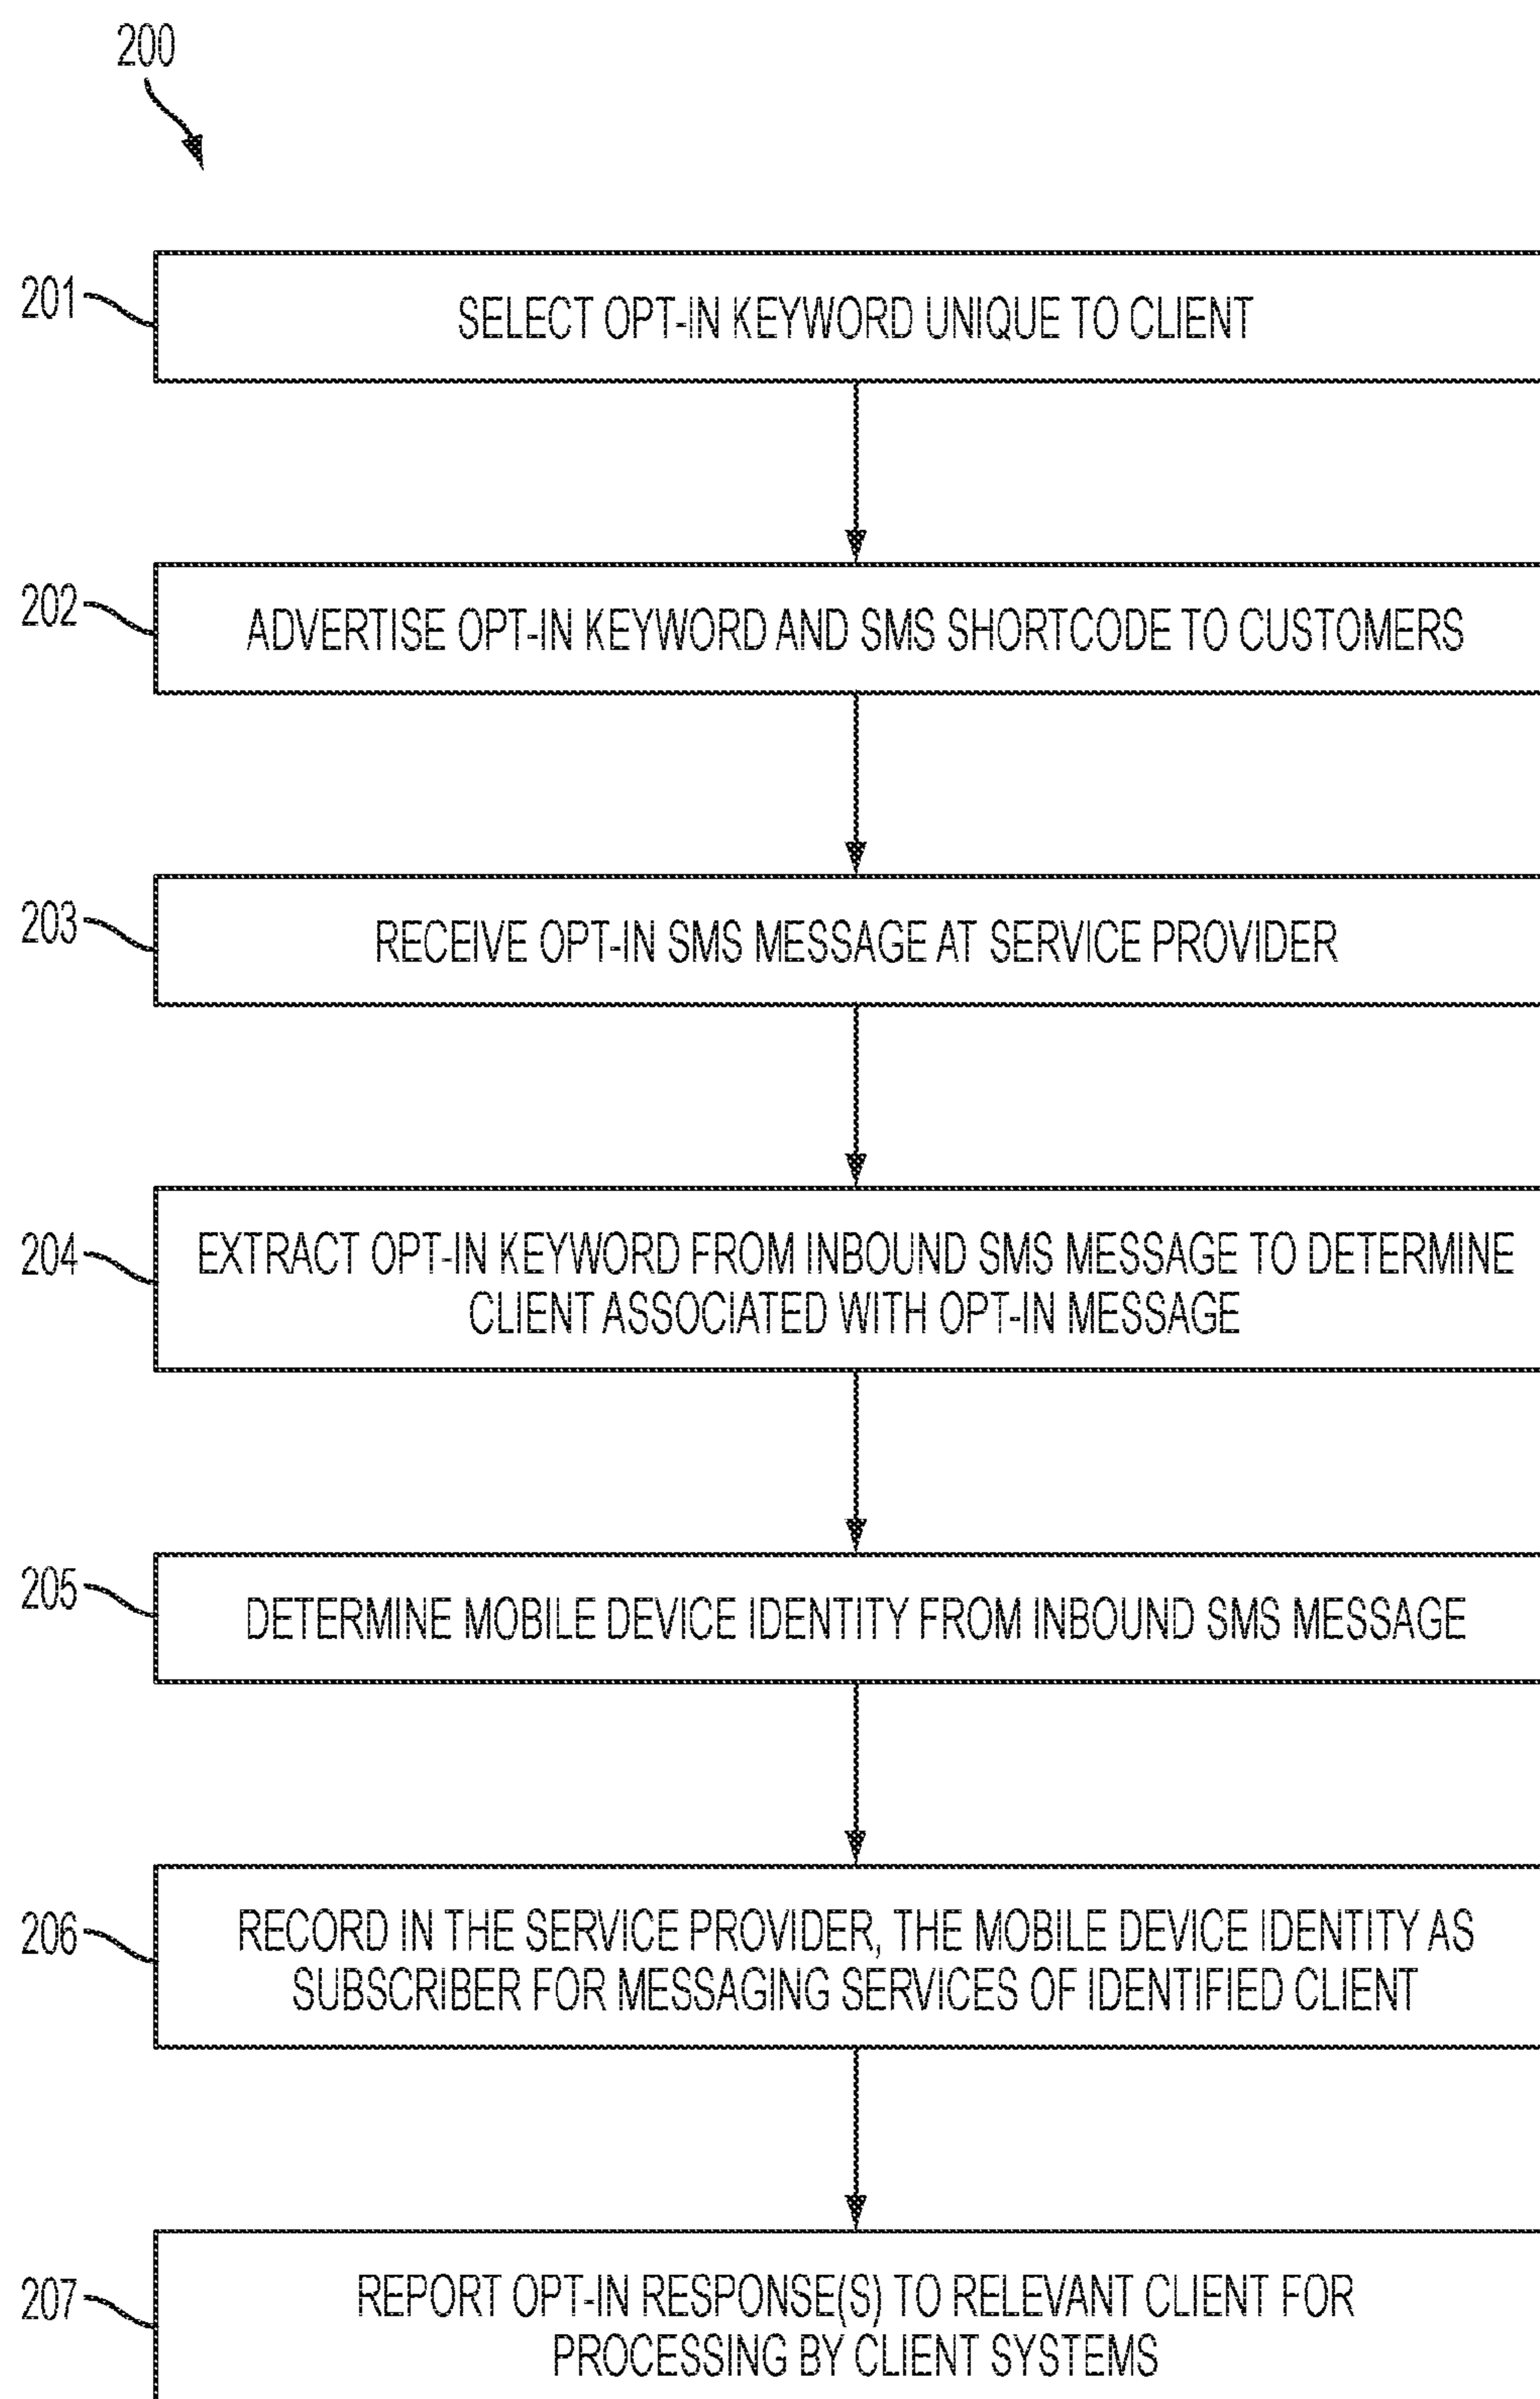 200
201
SELECT OPT-IN KEYWORD UNIQUE TO CLIENT
202
ADVERTISE OPT-IN KEYWORD AND SMS SHORTCODE TO CUSTOMERS
203
RECEIVE OPT-IN SMS MESSAGE AT SERVICE PROVIDER
204
EXTRACT OPT-IN KEYWORD FROM INBOUND SMS MESSAGE TO DETERMINE
CLIENT ASSOCIATED WITH OPT-IN MESSAGE
205
DETERMINE MOBILE DEVICE IDENTITY FROM INBOUND SMS MESSAGE
206
RECORD IN THE SERVICE PROVIDER, THE MOBILE DEVICE IDENTITY AS
SUBSCRIBER FOR MESSAGING SERVICES OF IDENTIFIED CLIENT
207
REPORT OPT-IN RESPONSE(S) TO RELEVANT CLIENT FOR
PROCESSING BY CLIENT SYSTEMS